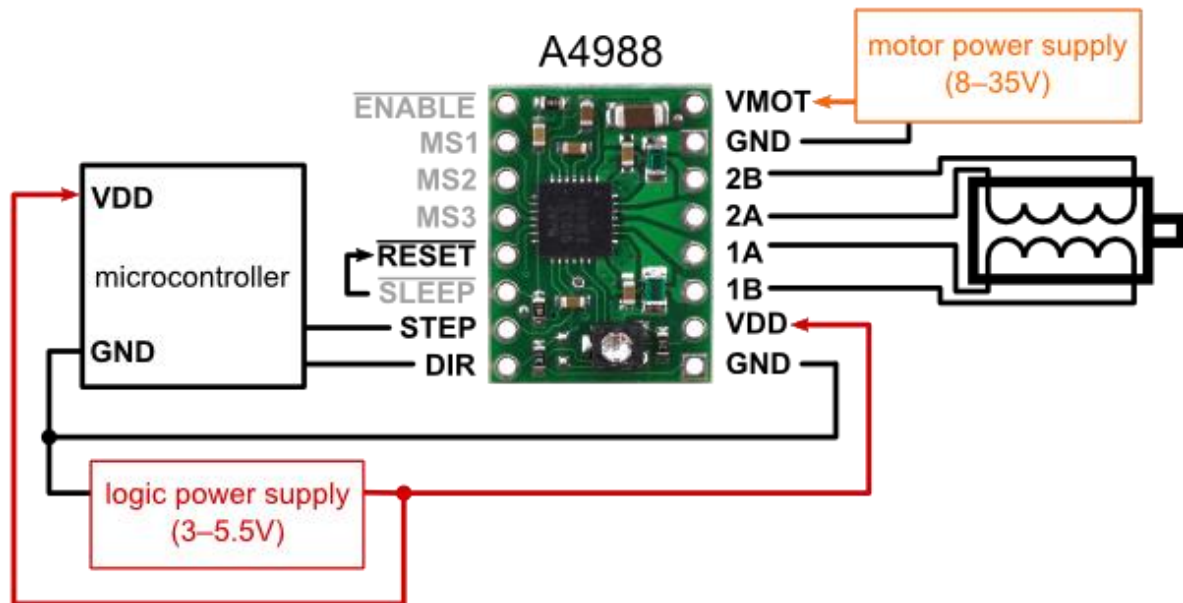 A4988
motor power supply
(8–35V)
ENABLE
VMOT
MS1
GND
MS2
2B
MS3
2A
RESET
1A
SLEEP
1B
STEP
VDD
DIR
GND
VDD
microcontroller
GND
logic power supply
(3–5.5V)